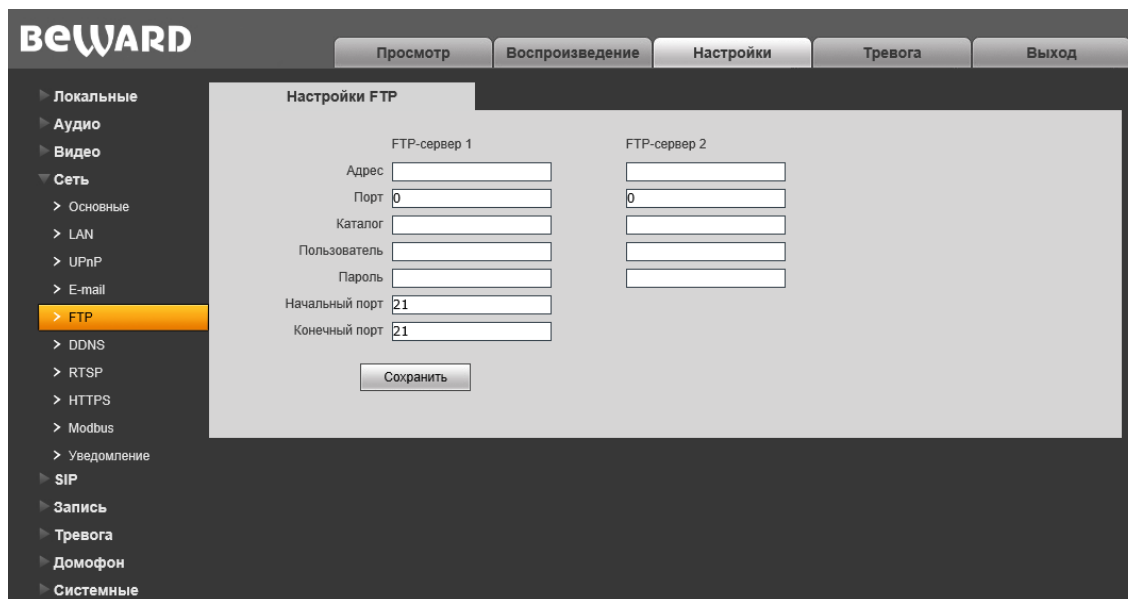 BEWARD
Просмотр Воспроизведение Настройки Тревога Выход
Локальные
Аудио
Видео
Сеть
Основные
LAN
UPnP
E-mail
FTP
DDNS
RTSP
HTTPS
Modbus
Уведомление
SIP
Запись
Тревога
Домофон
Системные
Настройки FTP
FTP-сервер 1 FTP-сервер 2
Адрес
Порт 0 0
Каталог
Пользователь
Пароль
Начальный порт 21
Конечный порт 21
Сохранить